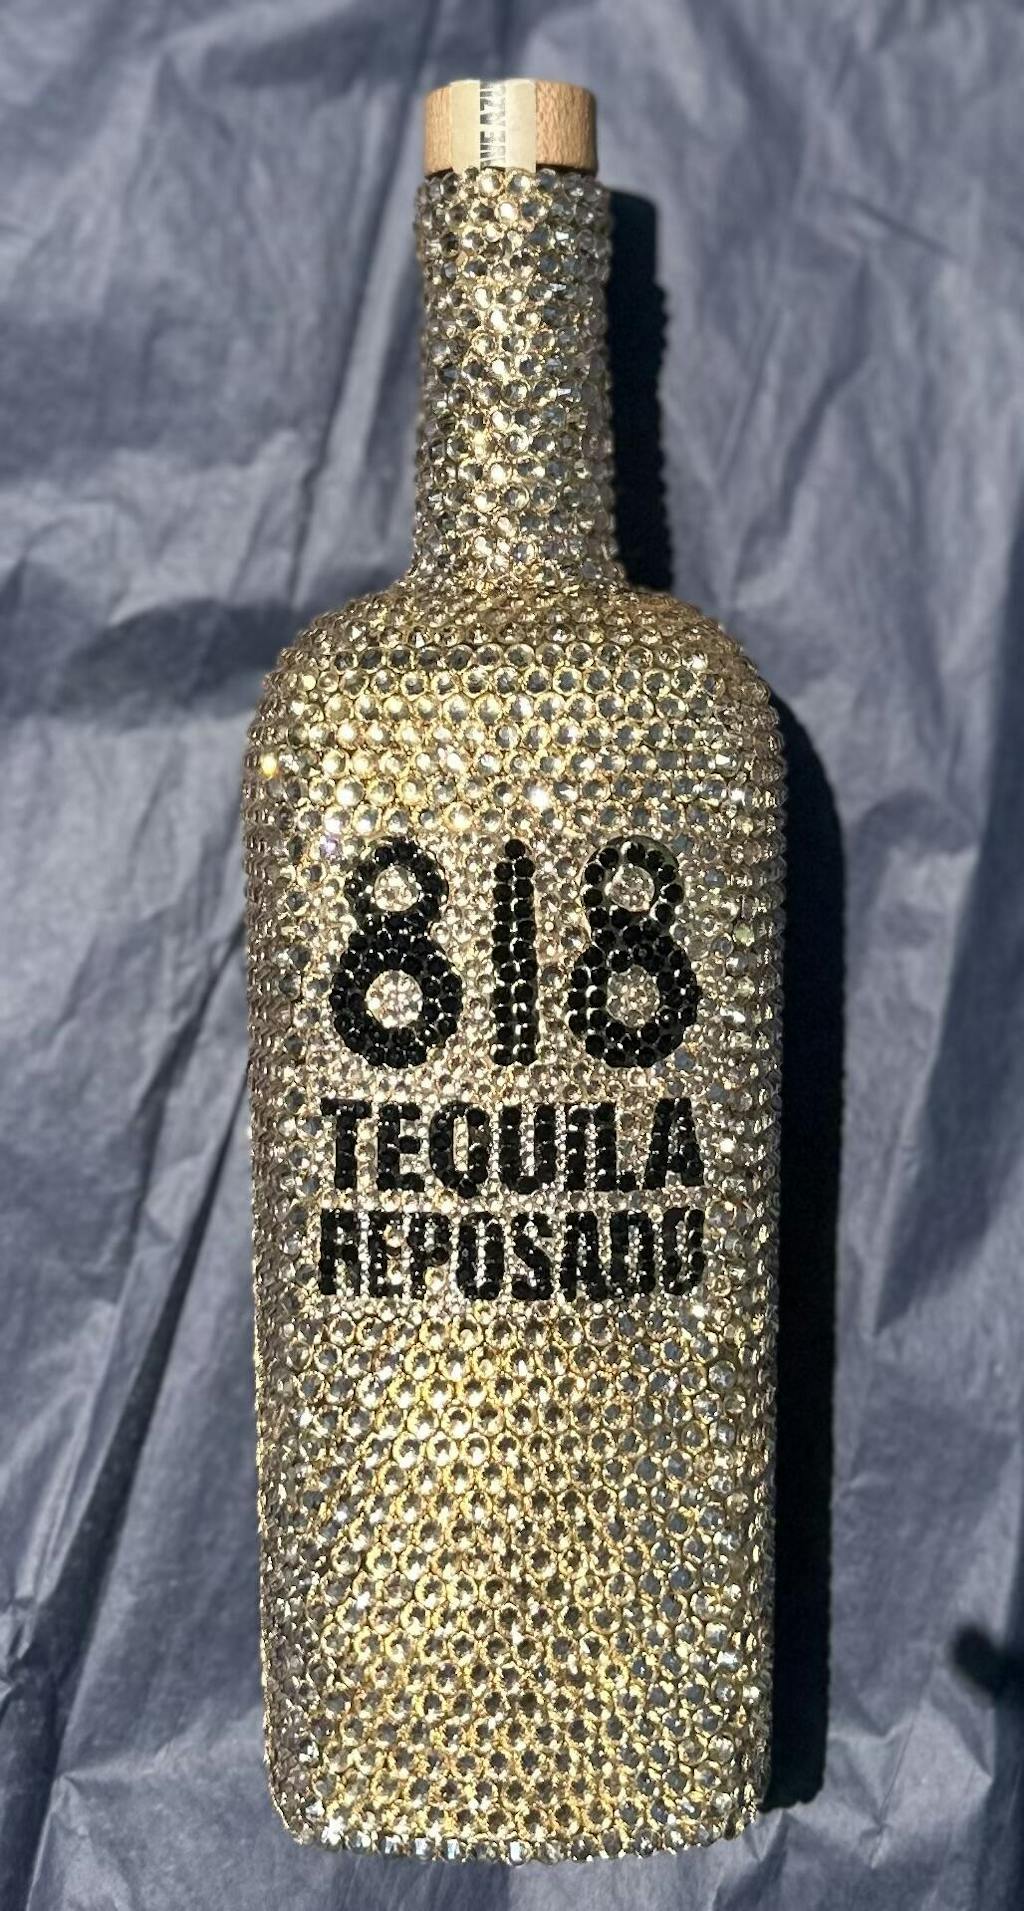 818
TEQUILA
REPOSADO